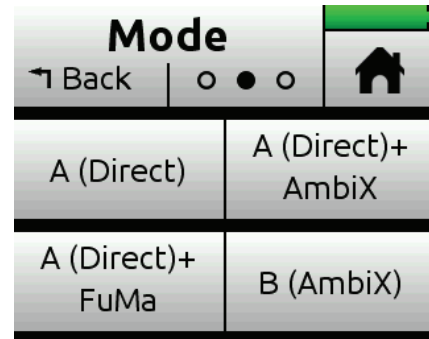 Mode
Back
A (Direct)
A (Direct)+
AmbiX
A (Direct)+
FuMa
B (AmbiX)